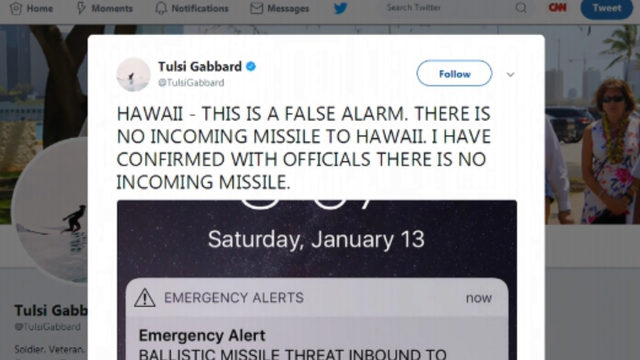 Home Moments Notifications Messages Search Twitter CNN Tweet
Tulsi Gabbard
@TulsiGabbard
Follow
HAWAII - THIS IS A FALSE ALARM. THERE IS
NO INCOMING MISSILE TO HAWAII. I HAVE
CONFIRMED WITH OFFICIALS THERE IS NO
INCOMING MISSILE.
Saturday, January 13
EMERGENCY ALERTS now
Emergency Alert
BALLISTIC MISSILE THREAT INBOUND TO
Tulsi Gabb
@TulsiGabbard
Soldier. Veteran.